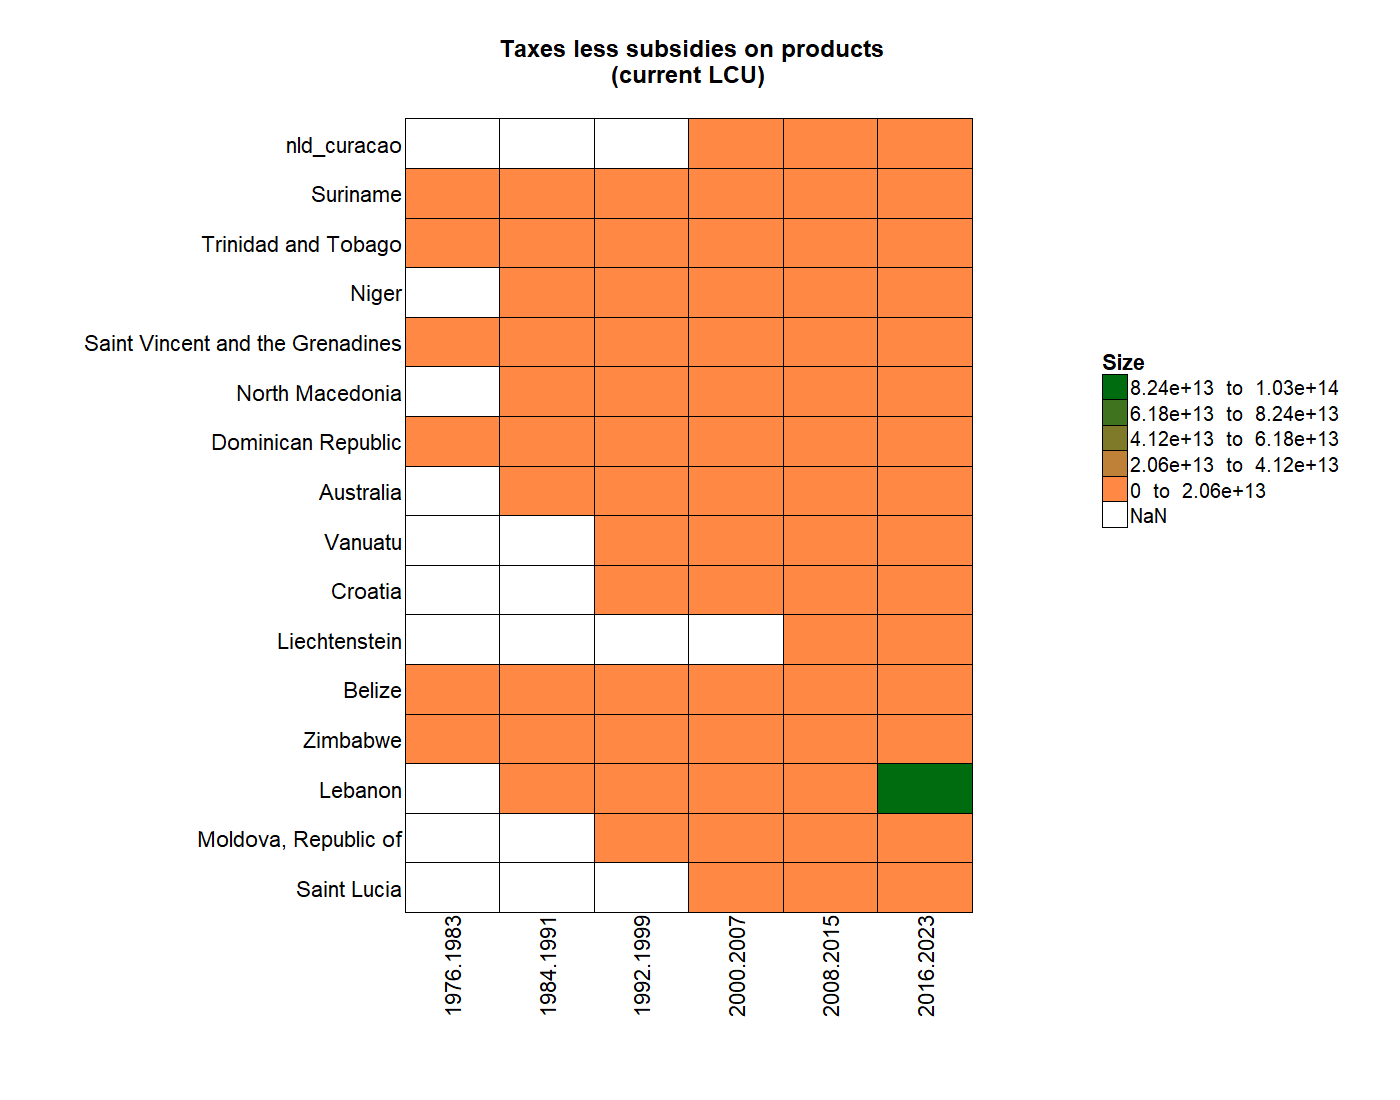 Taxes less subsidies on products
(current LCU)
nld_curacao
Suriname
Trinidad and Tobago
Niger
Saint Vincent and the Grenadines
North Macedonia
Dominican Republic
Australia
Vanuatu
Croatia
Liechtenstein
Belize
Zimbabwe
Lebanon
Moldova, Republic of
Saint Lucia
1976.1983
1984.1991
1992.1999
2000.2007
2008.2015
2016.2023
Size
8.24e+13 to 1.03e+14
6.18e+13 to 8.24e+13
4.12e+13 to 6.18e+13
2.06e+13 to 4.12e+13
0 to 2.06e+13
NaN